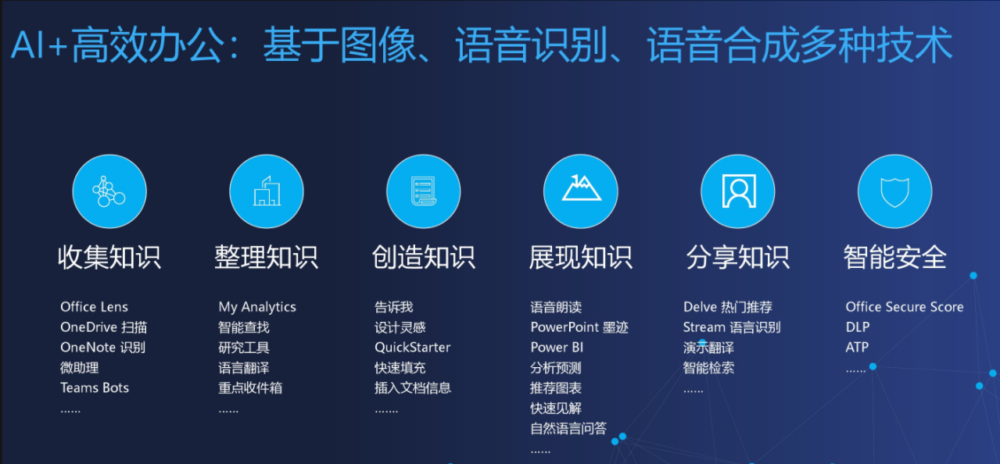 AI+高效办公：基于图像、语音识别、语音合成多种技术
收集知识
Office Lens
OneDrive 扫描
OneNote 识别
微助理
Teams Bots
……
整理知识
My Analytics
智能查找
研究工具
语言翻译
重点收件箱
……
创造知识
告诉我
设计灵感
QuickStarter
快速填充
插入文档信息
…….
展现知识
语音朗读
PowerPoint 墨迹
Power BI
分析预测
推荐图表
快速见解
自然语言问答
……
分享知识
Delve 热门推荐
Stream 语言识别
演示翻译
智能检索
……
智能安全
Office Secure Score
DLP
ATP
……